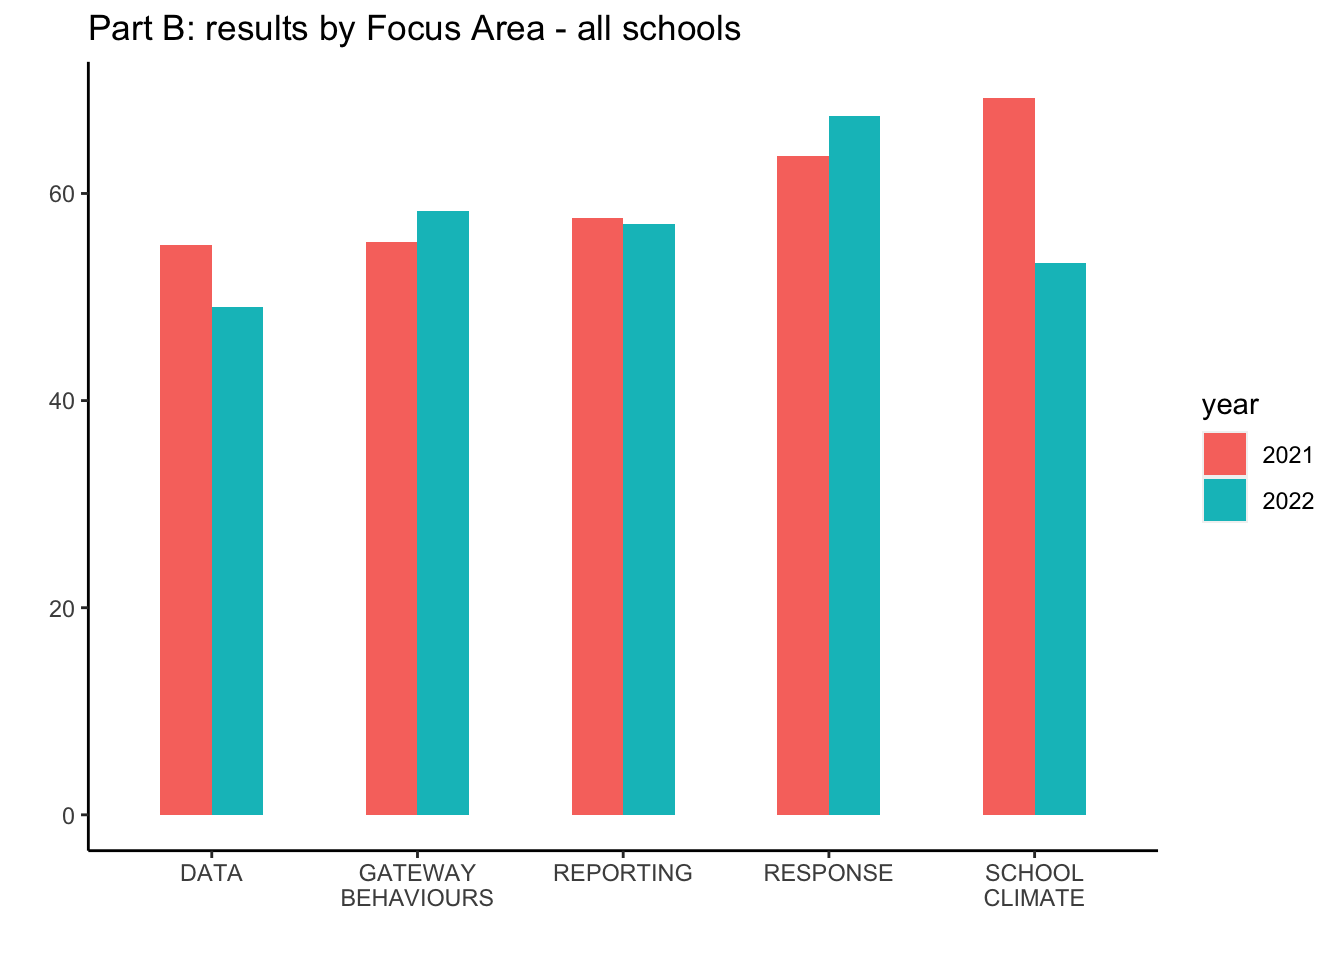 Part B: results by Focus Area - all schools
60
40
20
0
DATA
GATEWAY
BEHAVIOURS
REPORTING
RESPONSE
SCHOOL
CLIMATE
year
2021
2022